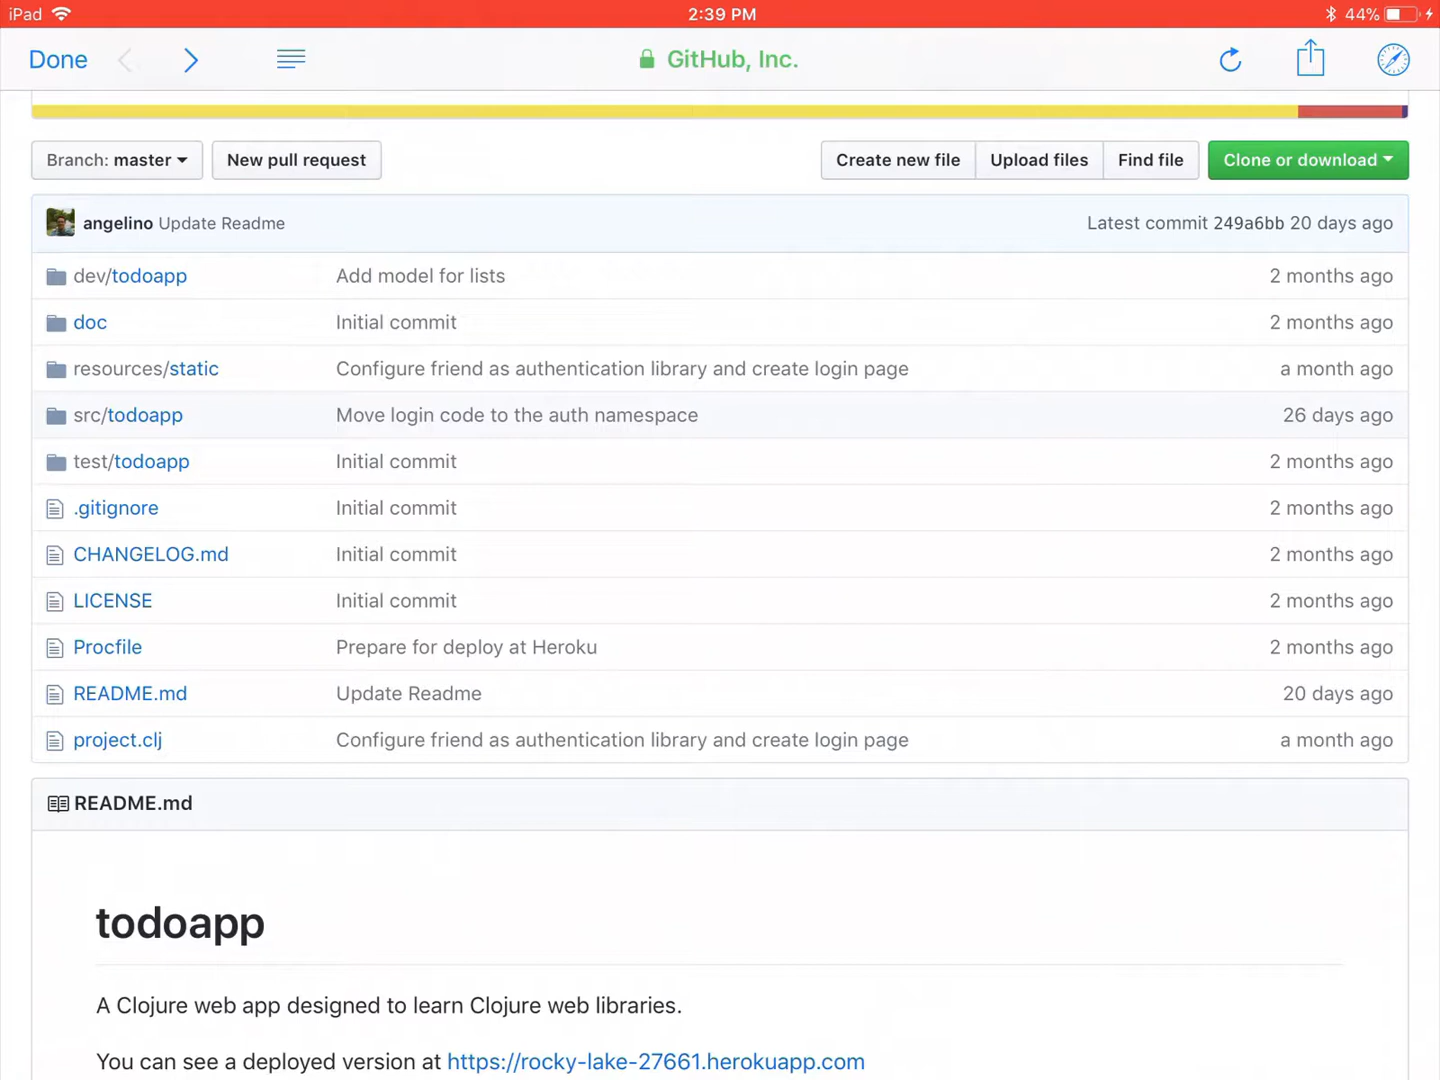 iPad 2:39 PM 44%
Done GitHub, Inc.
Branch: master New pull request Create new file Upload files Find file Clone or download
angelino Update Readme Latest commit 249a6bb 20 days ago
dev/todoapp Add model for lists 2 months ago
doc Initial commit 2 months ago
resources/static Configure friend as authentication library and create login page a month ago
src/todoapp Move login code to the auth namespace 26 days ago
test/todoapp Initial commit 2 months ago
.gitignore Initial commit 2 months ago
CHANGELOG.md Initial commit 2 months ago
LICENSE Initial commit 2 months ago
Procfile Prepare for deploy at Heroku 2 months ago
README.md Update Readme 20 days ago
project.clj Configure friend as authentication library and create login page a month ago
README.md
todoapp
A Clojure web app designed to learn Clojure web libraries.
You can see a deployed version at https://rocky-lake-27661.herokuapp.com